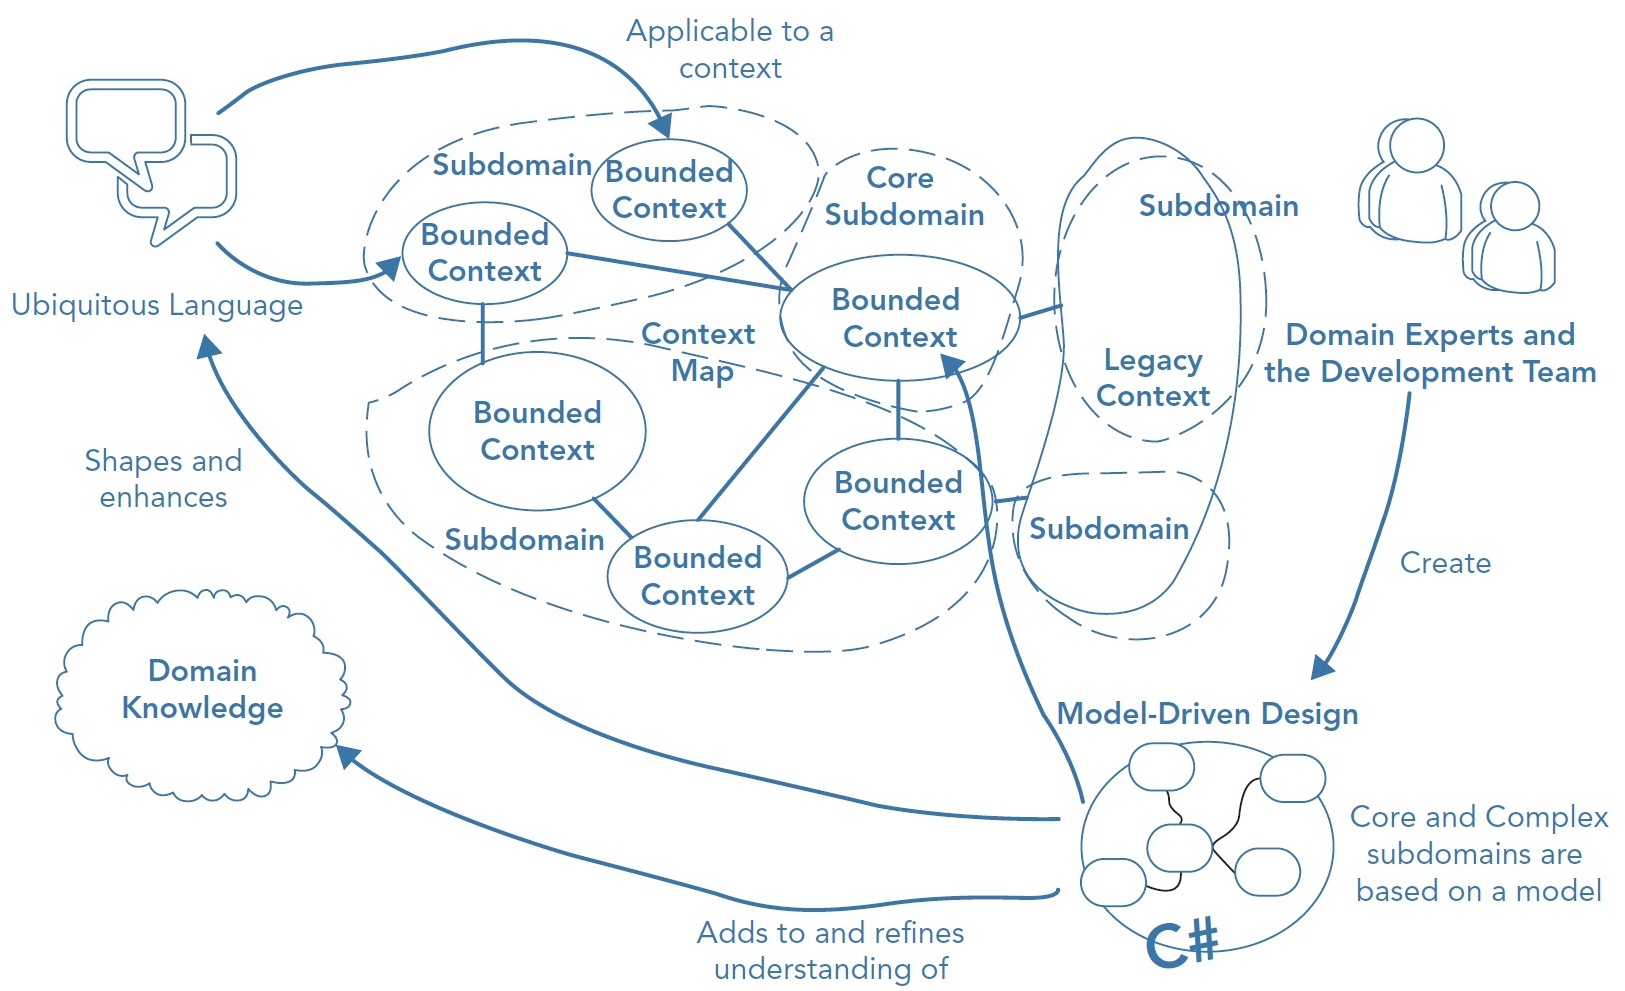 Applicable to a
context
Subdomain
Bounded
Context
Core
Subdomain
Subdomain
Bounded
Context
Ubiquitous Language
Bounded
Context
Context
Map
Legacy
Context
Domain Experts and
the Development Team
Bounded
Context
Shapes and
enhances
Bounded
Context
Subdomain
Subdomain
Bounded
Context
Create
Domain
Knowledge
Model-Driven Design
Core and Complex
subdomains are
based on a model
C#
Adds to and refines
understanding of